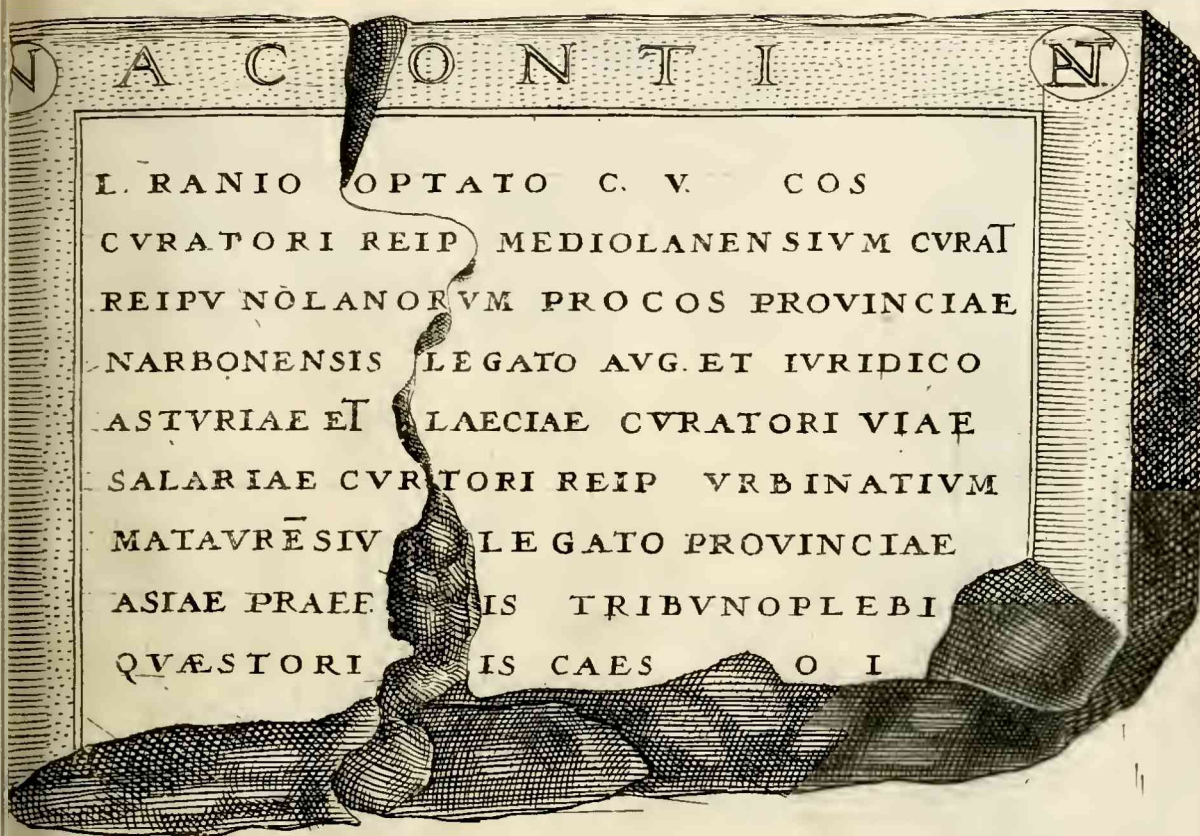 N A C O N T I ANT
L. RANIO OPTATO C. V. COS
CVRATORI REIP MEDIOLANENSIVM CVRAT
REIPV NOLANORVM PROCOS PROVINCIAE
NARBONENSIS LEGATO AVG. ET IVRIDICO
ASTVRIAE ET LAECIAE CVRATORI VIAE
SALARIAE CVRTORI REIP VRBINATIVM
MATAVRĒSIV LEGATO PROVINCIAE
ASIAE PRAEF IS TRIBVNOPLEBI
QVÆSTORI IS CAES O I